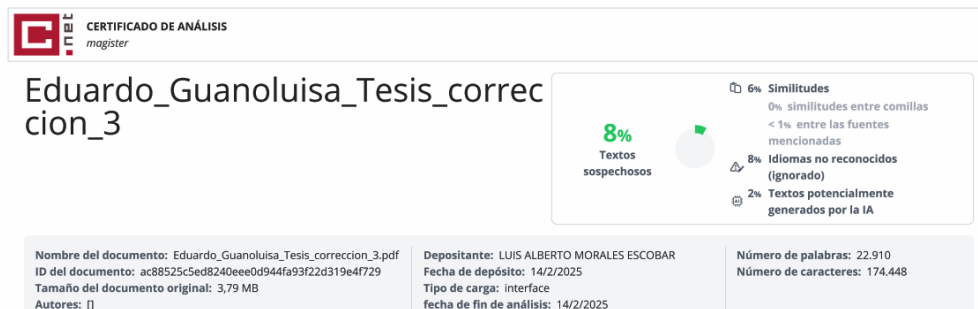 C.net
CERTIFICADO DE ANÁLISIS
magister
Eduardo_Guanoluisa_Tesis_correc
cion_3
8%
Textos
sospechosos
6% Similitudes
0% similitudes entre comillas
< 1% entre las fuentes
mencionadas
8% Idiomas no reconocidos
(ignorado)
2% Textos potencialmente
generados por la IA
Nombre del documento: Eduardo_Guanoluisa_Tesis_correccion_3.pdf
ID del documento: ac88525c5ed8240eee0d944fa93f22d319e4f729
Tamaño del documento original: 3,79 MB
Autores: []
Depositante: LUIS ALBERTO MORALES ESCOBAR
Fecha de depósito: 14/2/2025
Tipo de carga: interface
fecha de fin de análisis: 14/2/2025
Número de palabras: 22.910
Número de caracteres: 174.448